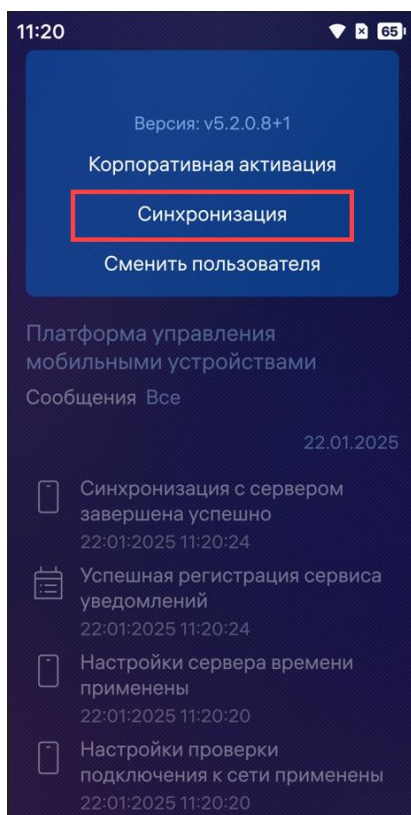 11:20
65
Версия: v5.2.0.8+1
Корпоративная активация
Синхронизация
Сменить пользователя
Платформа управления
мобильными устройствами
Сообщения Все
22.01.2025
Синхронизация с сервером
завершена успешно
22:01:2025 11:20:24
Успешная регистрация сервиса
уведомлений
22:01:2025 11:20:24
Настройки сервера времени
применены
22:01:2025 11:20:20
Настройки проверки
подключения к сети применены
22:01:2025 11:20:20